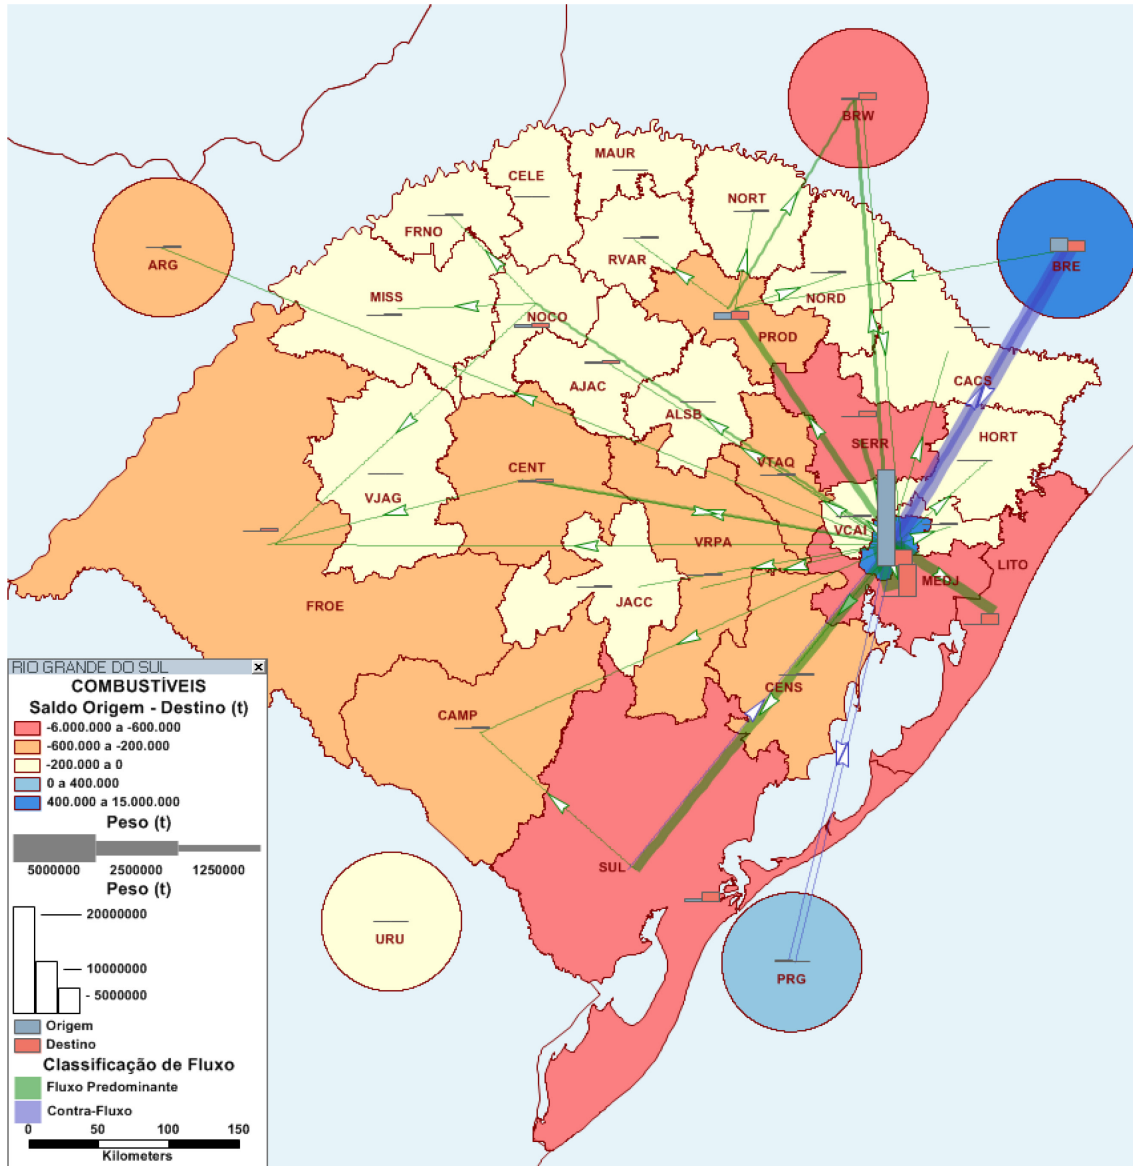 BRW
MAUR
CELE
NORT
FRNO
ARG
RVAR
BRE
MISS
NORD
NOCO
PROD
AJAC
CACS
ALSB
SERR
HORT
VTAQ
CENT
VJAG
VCAI
VRPA
LITO
MEDJ
FROE
JACC
CENS
CAMP
SUL
URU
PRG
RIO GRANDE DO SUL
COMBUSTÍVEIS
Saldo Origem - Destino (t)
-6.000.000 a -600.000
-600.000 a -200.000
-200.000 a 0
0 a 400.000
400.000 a 15.000.000
Peso (t)
5000000 2500000 1250000
Peso (t)
20000000
10000000
5000000
Origem
Destino
Classificação de Fluxo
Fluxo Predominante
Contra-Fluxo
0 50 100 150
Kilometers